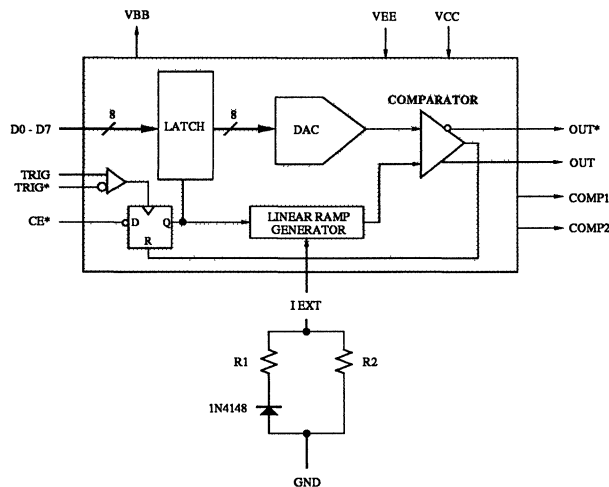 VBB
VEE
VCC
8
8
COMPARATOR
D0 - D7
LATCH
DAC
OUT*
TRIG
OUT
TRIG*
COMP1
CE*
D
Q
LINEAR RAMP
GENERATOR
COMP2
R
I EXT
R1
R2
1N4148
GND